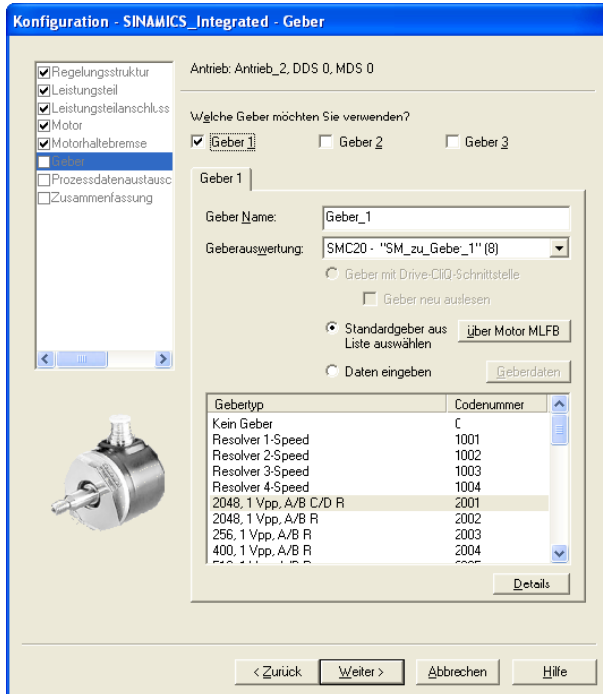 Konfiguration - SINAMICS_Integrated - Geber
Regelungsstruktur
Leistungsteil
Leistungsteilanschluss
Motor
Motorhaltebremse
Geber
Prozessdatenaustausc
Zusammenfassung
Antrieb: Antrieb_2, DDS 0, MDS 0
Welche Geber möchten Sie verwenden?
Geber 1 Geber 2 Geber 3
Geber 1
Geber Name: Geber_1
Geberauswertung: SMC20 - "SM_zu_Geber_1" (8)
Geber mit Drive-CliQ-Schnittstelle
Geber neu auslesen
Standardgeber aus
Liste auswählen
über Motor MLFB
Daten eingeben Geberdaten
Gebertyp Codenummer
Kein Geber
Resolver 1-Speed 1001
Resolver 2-Speed 1002
Resolver 3-Speed 1003
Resolver 4-Speed 1004
2048, 1 Vpp, A/B C/D R 2001
2048, 1 Vpp, A/B R 2002
256, 1 Vpp, A/B R 2003
400, 1 Vpp, A/B R 2004
Details
< Zurück Weiter > Abbrechen Hilfe